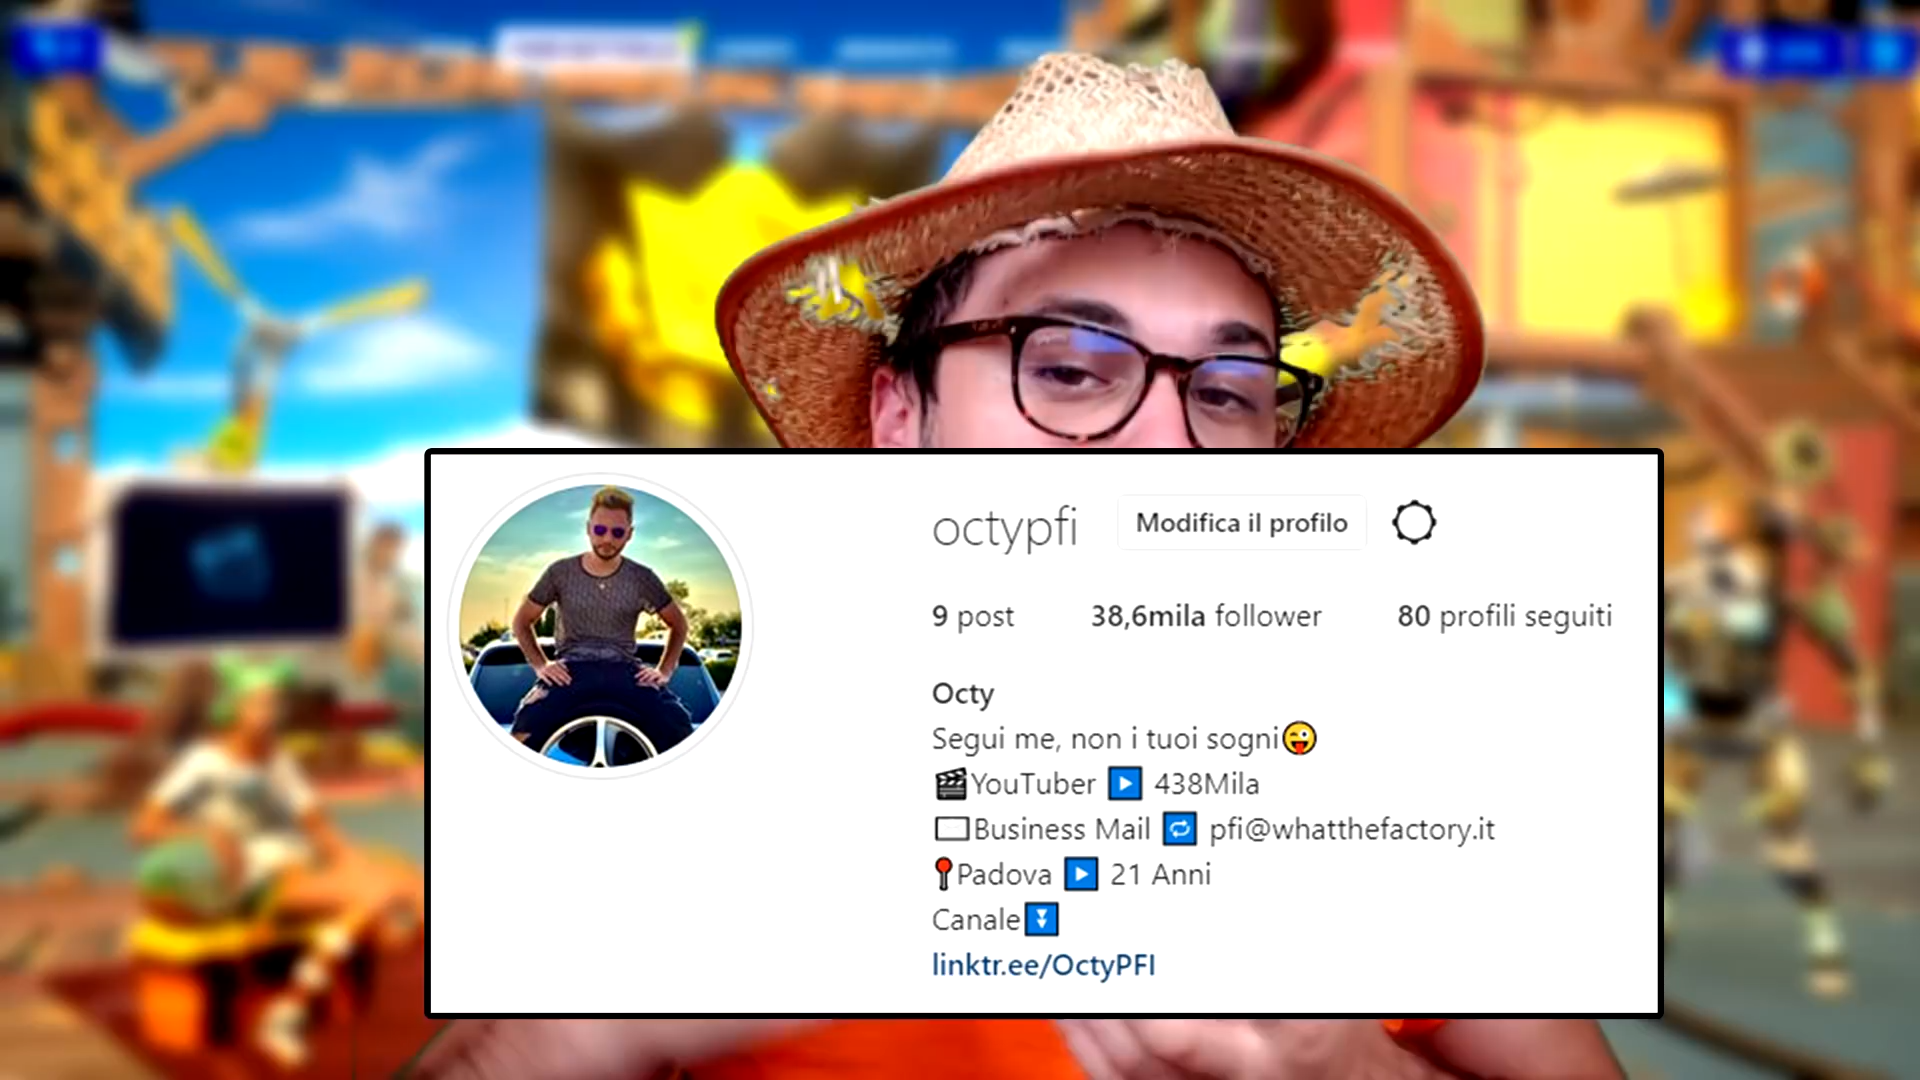 octypfi Modifica il profilo
9 post 38,6mila follower 80 profili seguiti
Octy
Segui me, non i tuoi sogni😜
🎬YouTuber ▶️ 438Mila
✉️Business Mail 🔁 pfi@whatthefactory.it
📍Padova ▶️ 21 Anni
Canale⏬
linktr.ee/OctyPFI